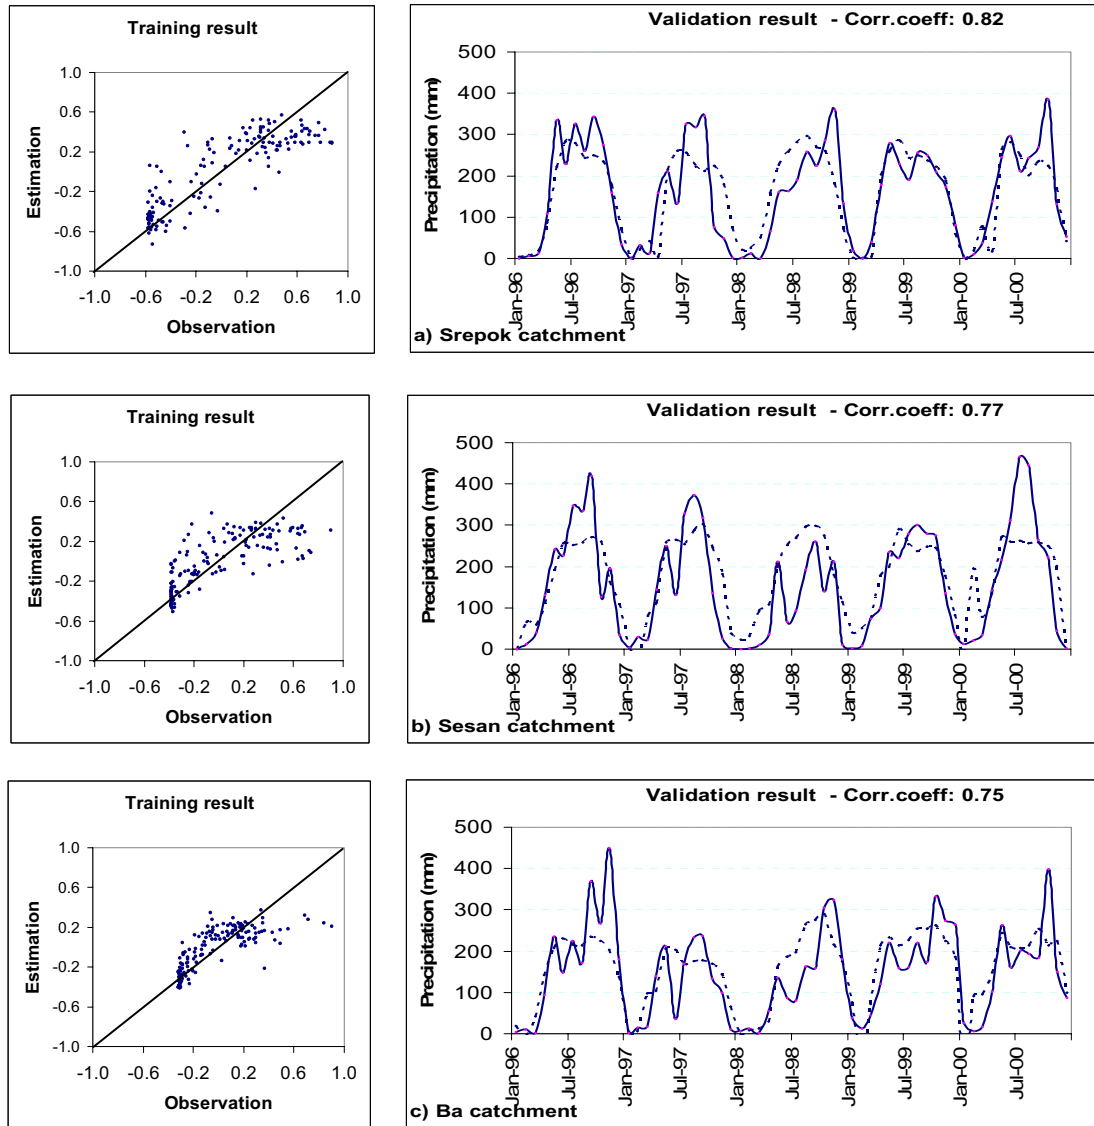 Training result
Estimation
1.0
0.6
0.2
-0.2
-0.6
-1.0
-1.0 -0.6 -0.2 0.2 0.6 1.0
Observation
Validation result - Corr.coeff: 0.82
Precipitation (mm)
500
400
300
200
100
0
Jan-96 Jul-96 Jan-97 Jul-97 Jan-98 Jul-98 Jan-99 Jul-99 Jan-00 Jul-00
a) Srepok catchment
Training result
Estimation
1.0
0.6
0.2
-0.2
-0.6
-1.0
-1.0 -0.6 -0.2 0.2 0.6 1.0
Observation
Validation result - Corr.coeff: 0.77
Precipitation (mm)
500
400
300
200
100
0
Jan-96 Jul-96 Jan-97 Jul-97 Jan-98 Jul-98 Jan-99 Jul-99 Jan-00 Jul-00
b) Sesan catchment
Training result
Estimation
1.0
0.6
0.2
-0.2
-0.6
-1.0
-1.0 -0.6 -0.2 0.2 0.6 1.0
Observation
Validation result - Corr.coeff: 0.75
Precipitation (mm)
500
400
300
200
100
0
Jan-96 Jul-96 Jan-97 Jul-97 Jan-98 Jul-98 Jan-99 Jul-99 Jan-00 Jul-00
c) Ba catchment